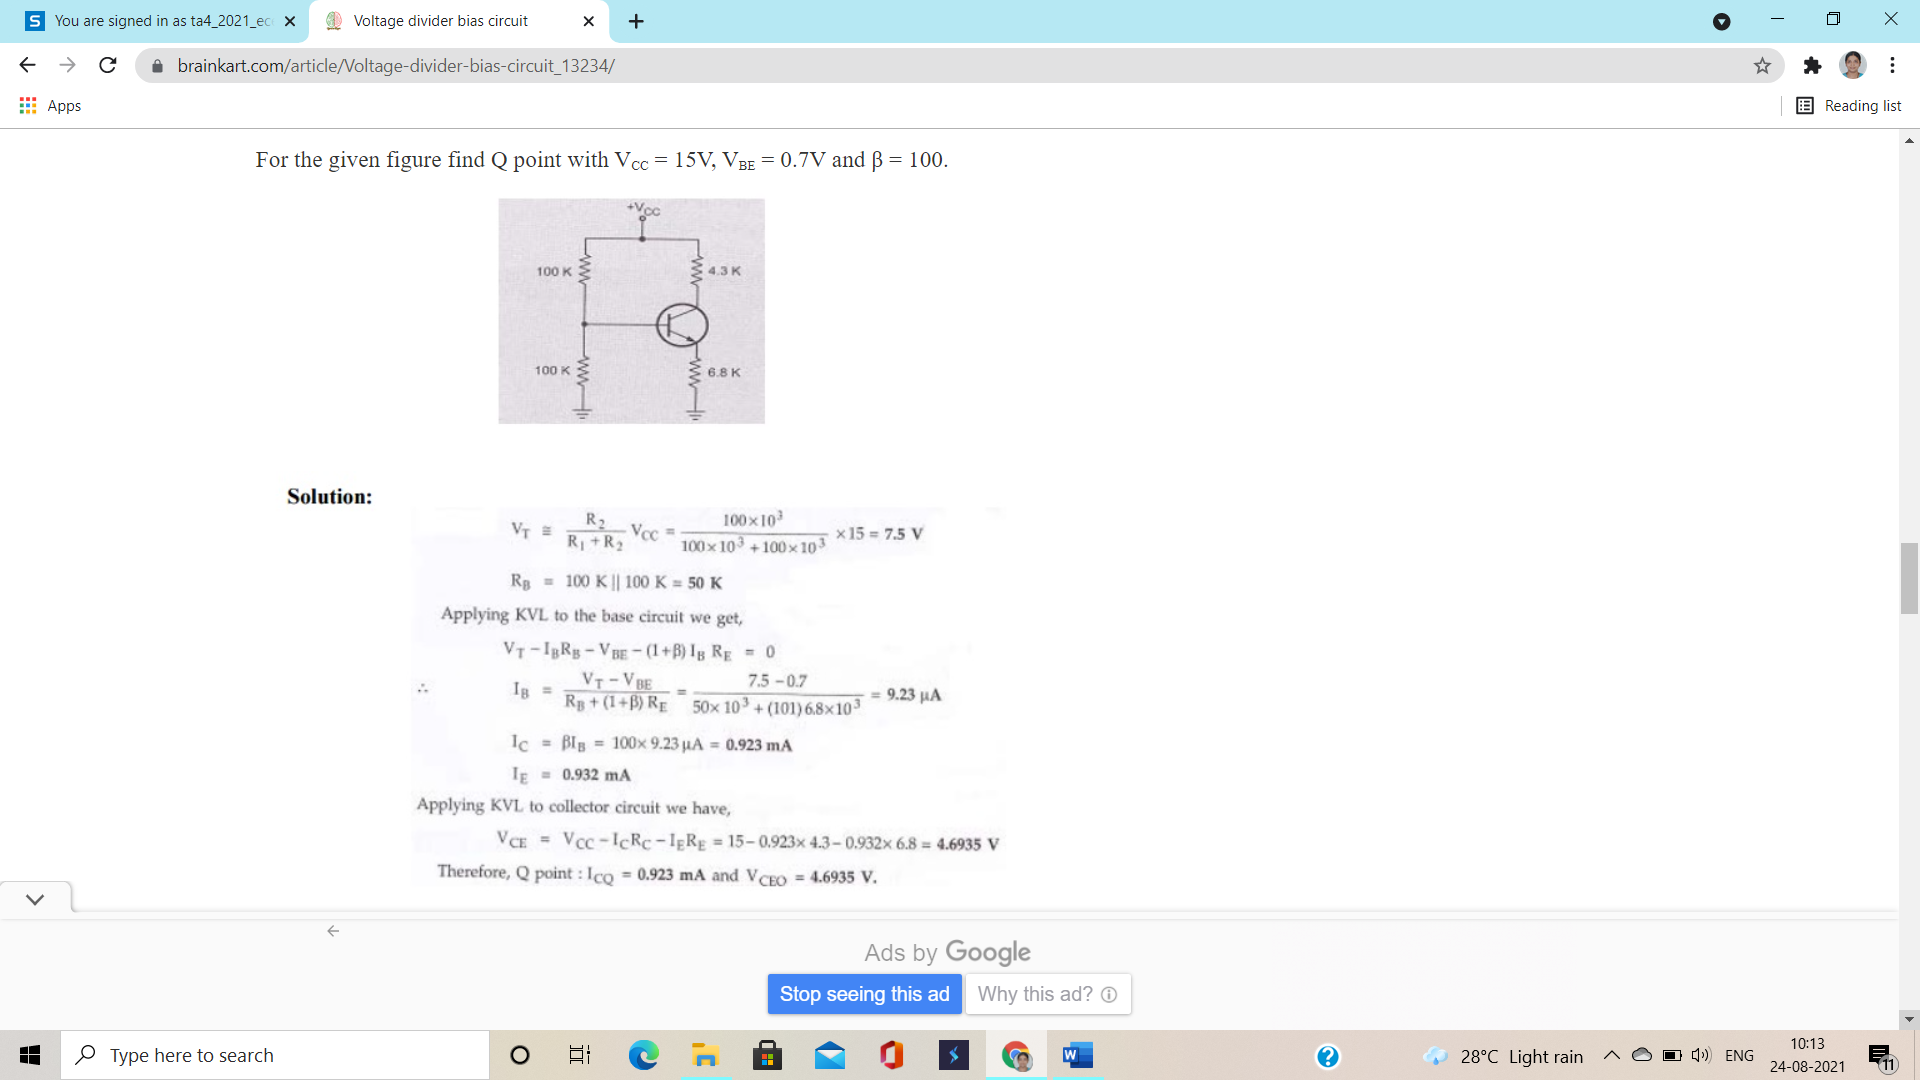 You are signed in as ta4_2021_ec
Voltage divider bias circuit
brainkart.com/article/Voltage-divider-bias-circuit_13234/
Apps
Reading list
For the given figure find Q point with VCC = 15V, VBE = 0.7V and β = 100.
+VCC
100 K
4.3 K
100 K
6.8 K
Solution:
VT ≅ R2 / (R1 + R2) VCC = 100×10³ / (100×10³ + 100×10³) ×15 = 7.5 V
RB = 100 K || 100 K = 50 K
Applying KVL to the base circuit we get,
VT – IBRB – VBE – (1+β) IB RE = 0
∴ IB = (VT – VBE) / (RB + (1+β) RE) = (7.5 – 0.7) / (50× 10³ + (101) 6.8×10³) = 9.23 µA
IC = βIB = 100× 9.23 µA = 0.923 mA
IE = 0.932 mA
Applying KVL to collector circuit we have,
VCE = VCC – ICRC – IERE = 15 – 0.923× 4.3 – 0.932× 6.8 = 4.6935 V
Therefore, Q point : ICQ = 0.923 mA and VCEO = 4.6935 V.
Ads by Google
Stop seeing this ad
Why this ad?
Type here to search
28°C Light rain
ENG
10:13
24-08-2021
11